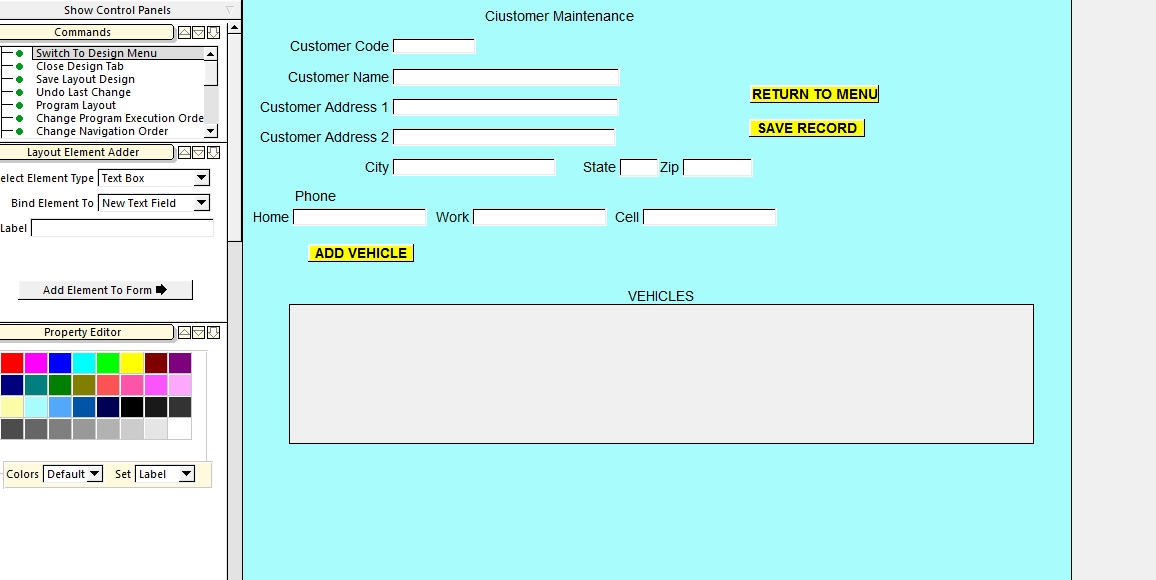 Show Control Panels
Commands
Switch To Design Menu
Close Design Tab
Save Layout Design
Undo Last Change
Program Layout
Change Program Execution Orde
Change Navigation Order
Layout Element Adder
elect Element Type Text Box
Bind Element To New Text Field
Label
Add Element To Form
Property Editor
Colors Default Set Label
Ciustomer Maintenance
Customer Code
Customer Name
RETURN TO MENU
Customer Address 1
SAVE RECORD
Customer Address 2
City State Zip
Phone
Home Work Cell
ADD VEHICLE
VEHICLES